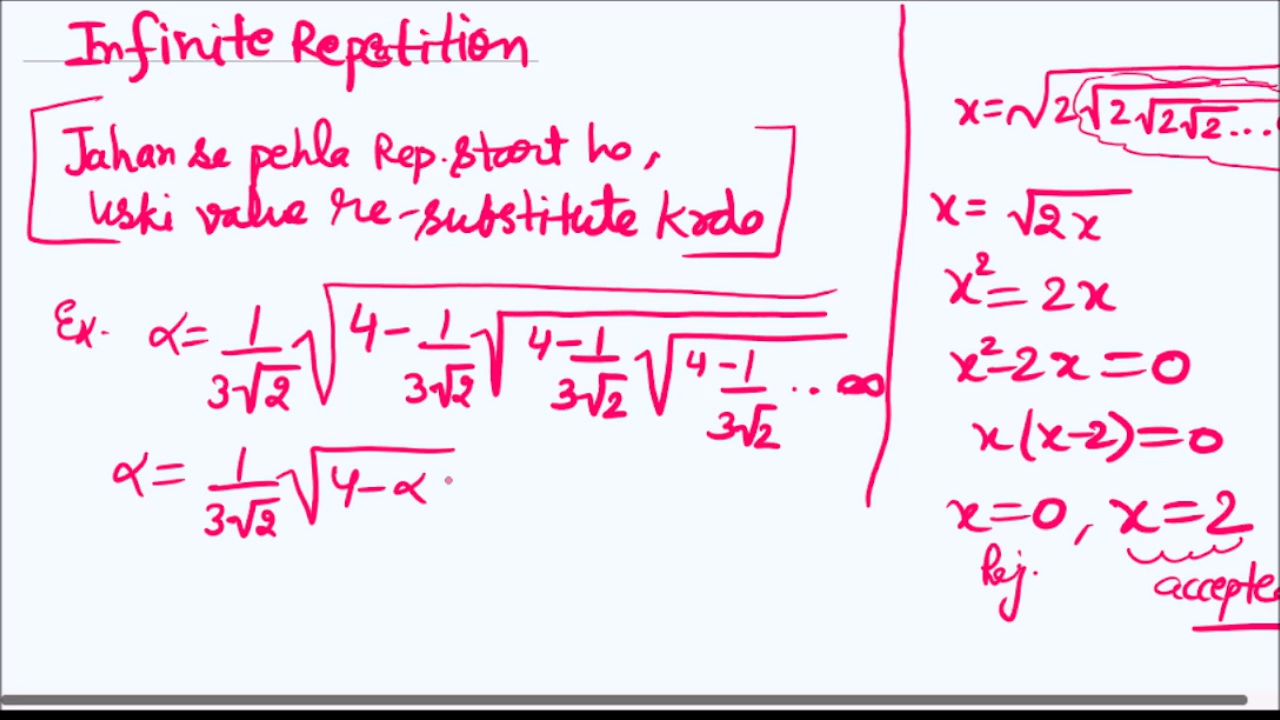 Infinite Repetition
Jahan se pehla Rep. start ho,
uski value re-substitute krdo
Ex. α = 1/(3√2) √(4 - 1/(3√2) √(4 - 1/(3√2) √(4 - 1/(3√2) .. ∞
α = 1/(3√2) √(4 - α)
x = √(2√(2√(2√2...
x = √(2x)
x² = 2x
x² - 2x = 0
x(x-2) = 0
x = 0, x = 2
Rej.
accepte